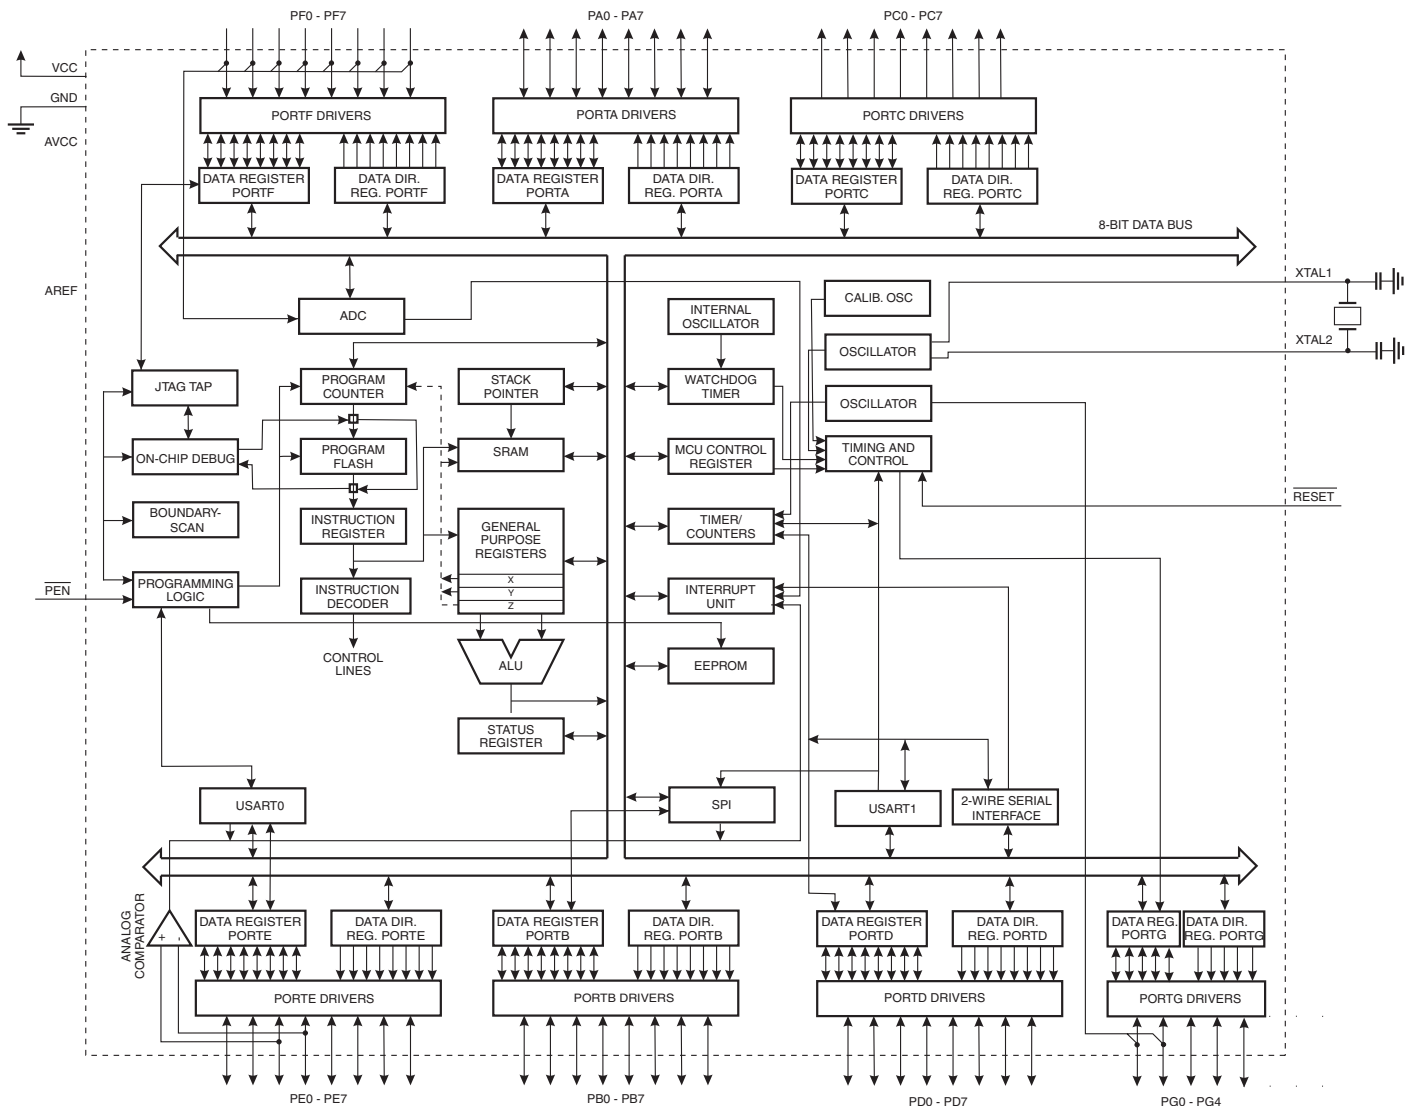 PF0 - PF7
PA0 - PA7
PC0 - PC7
VCC
GND
AVCC
PORTF DRIVERS
PORTA DRIVERS
PORTC DRIVERS
DATA REGISTER
PORTF
DATA DIR.
REG. PORTF
DATA REGISTER
PORTA
DATA DIR.
REG. PORTA
DATA REGISTER
PORTC
DATA DIR.
REG. PORTC
8-BIT DATA BUS
AREF
XTAL1
XTAL2
ADC
INTERNAL
OSCILLATOR
CALIB. OSC
OSCILLATOR
JTAG TAP
PROGRAM
COUNTER
STACK
POINTER
WATCHDOG
TIMER
OSCILLATOR
ON-CHIP DEBUG
PROGRAM
FLASH
SRAM
MCU CONTROL
REGISTER
TIMING AND
CONTROL
RESET
BOUNDARY-
SCAN
INSTRUCTION
REGISTER
GENERAL
PURPOSE
REGISTERS
X
Y
Z
TIMER/
COUNTERS
PEN
PROGRAMMING
LOGIC
INSTRUCTION
DECODER
INTERRUPT
UNIT
CONTROL
LINES
ALU
EEPROM
STATUS
REGISTER
USART0
SPI
USART1
2-WIRE SERIAL
INTERFACE
ANALOG
COMPARATOR
+
-
DATA REGISTER
PORTE
DATA DIR.
REG. PORTE
DATA REGISTER
PORTB
DATA DIR.
REG. PORTB
DATA REGISTER
PORTD
DATA DIR.
REG. PORTD
DATA REG.
PORTG
DATA DIR.
REG. PORTG
PORTE DRIVERS
PORTB DRIVERS
PORTD DRIVERS
PORTG DRIVERS
PE0 - PE7
PB0 - PB7
PD0 - PD7
PG0 - PG4